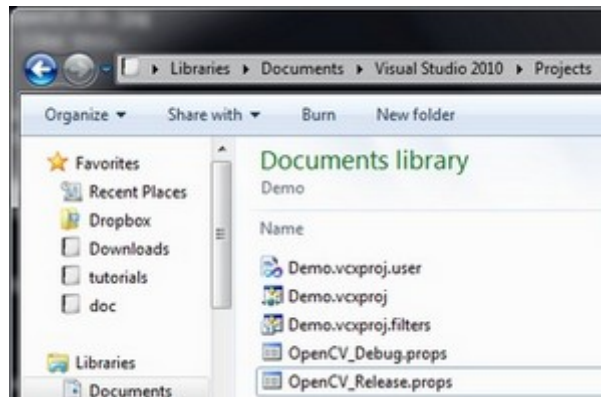 Libraries ▸ Documents ▸ Visual Studio 2010 ▸ Projects
Organize ▾ Share with ▾ Burn New folder
Favorites
Recent Places
Dropbox
Downloads
tutorials
doc
Libraries
Documents
Documents library
Demo
Name
Demo.vcxproj.user
Demo.vcxproj
Demo.vcxproj.filters
OpenCV_Debug.props
OpenCV_Release.props